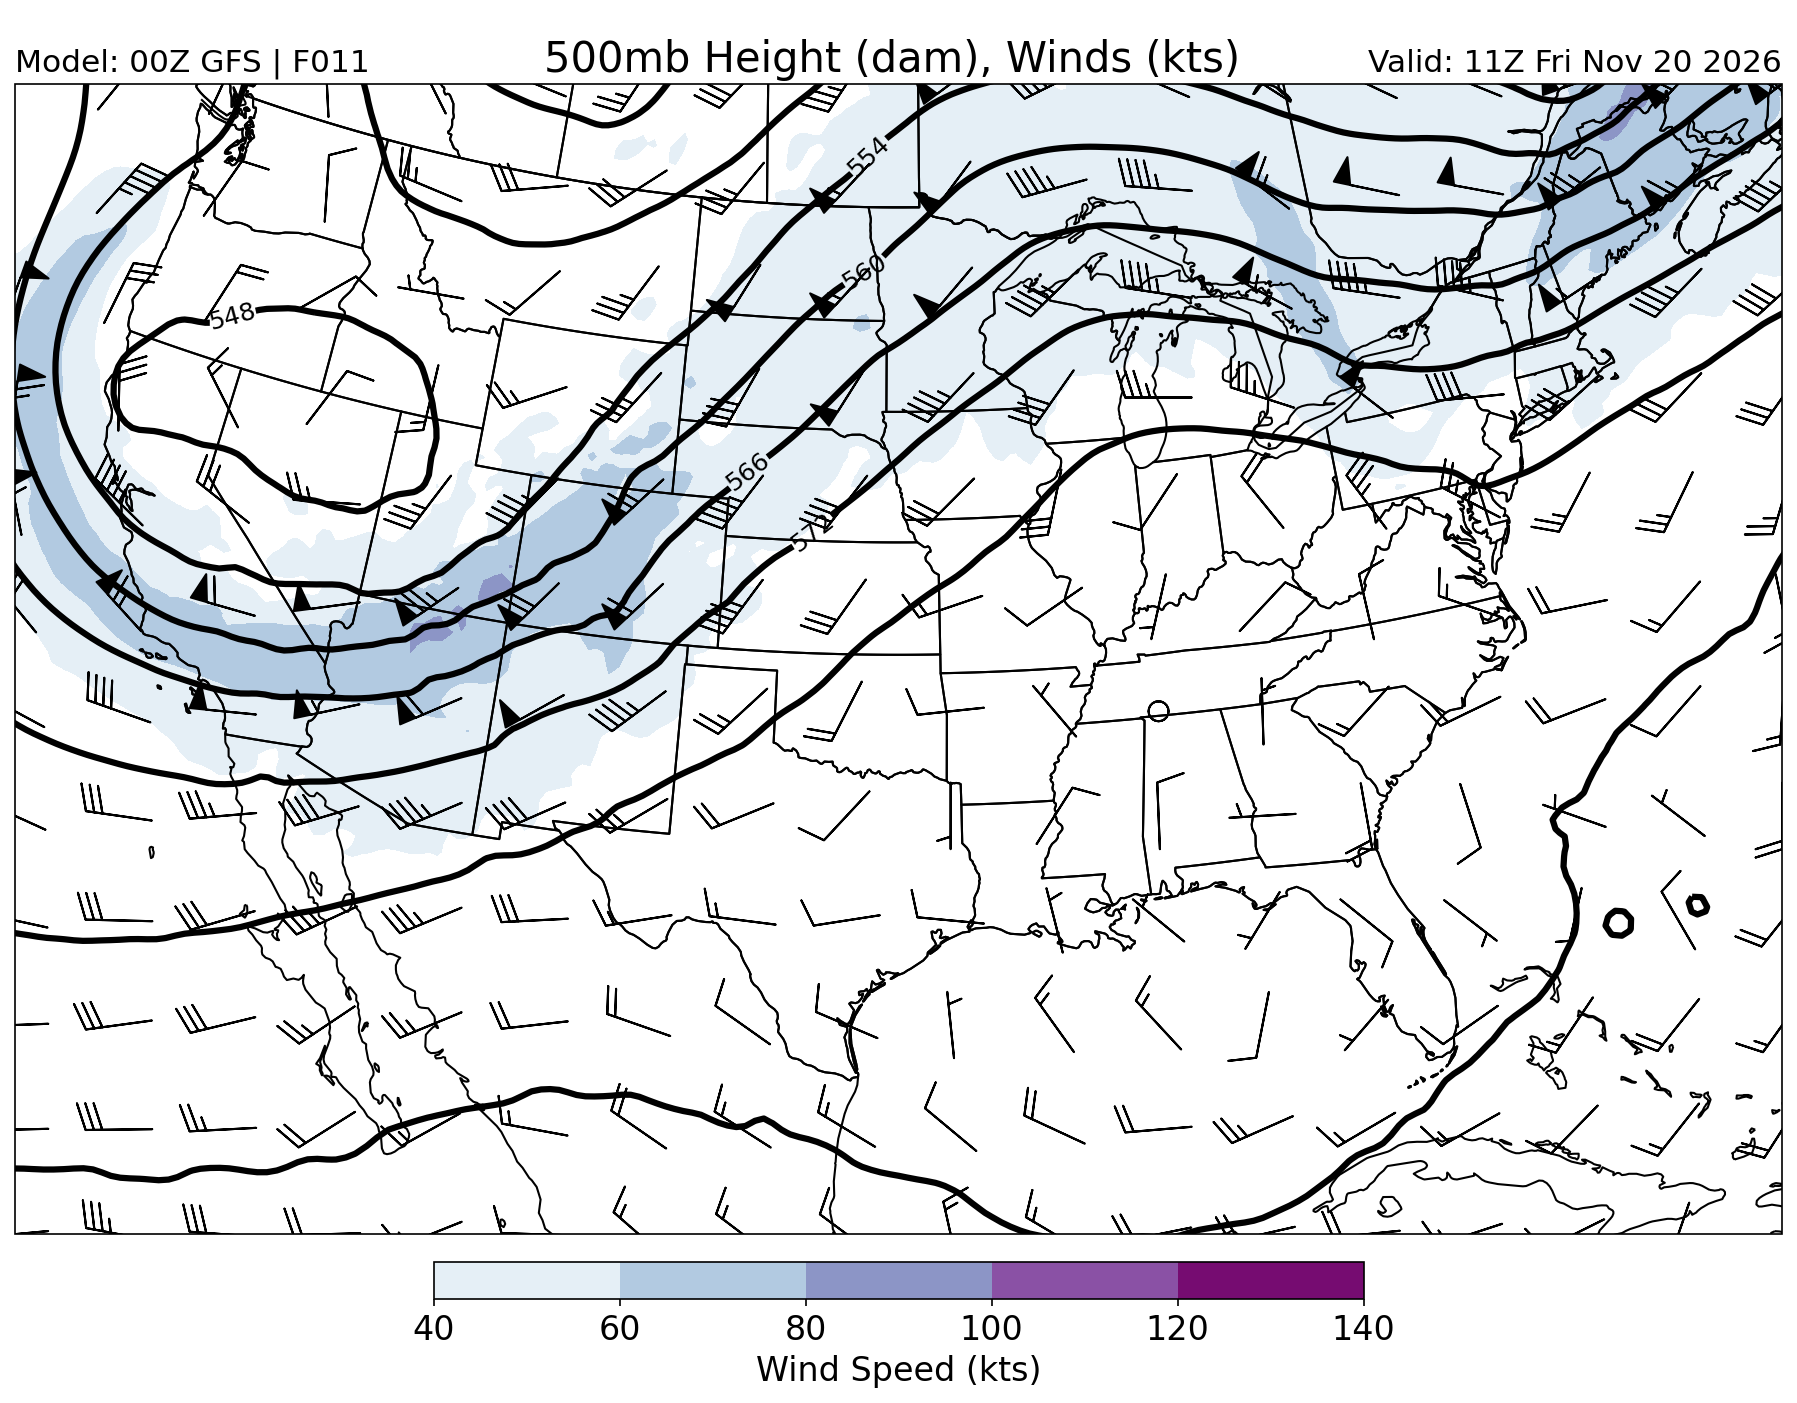 Model: 00Z GFS | F011
500mb Height (dam), Winds (kts)
Valid: 11Z Fri Nov 20 2026
554
560
548
566
572
40 60 80 100 120 140
Wind Speed (kts)